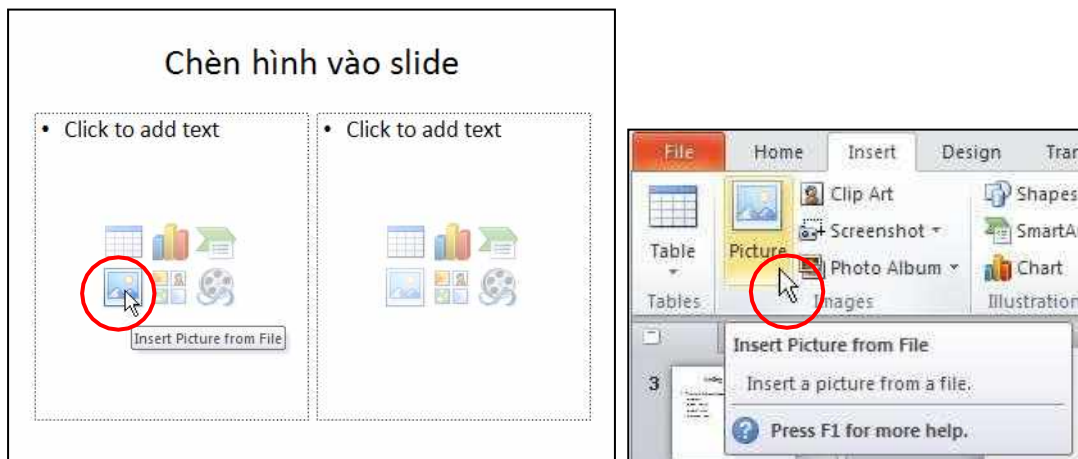 Chèn hình vào slide
• Click to add text
• Click to add text
Insert Picture from File
File Home Insert Design
Table
Tables
Picture
Clip Art
Screenshot
Photo Album
Images
Shapes
Chart
Insert Picture from File
Insert a picture from a file.
Press F1 for more help.
3